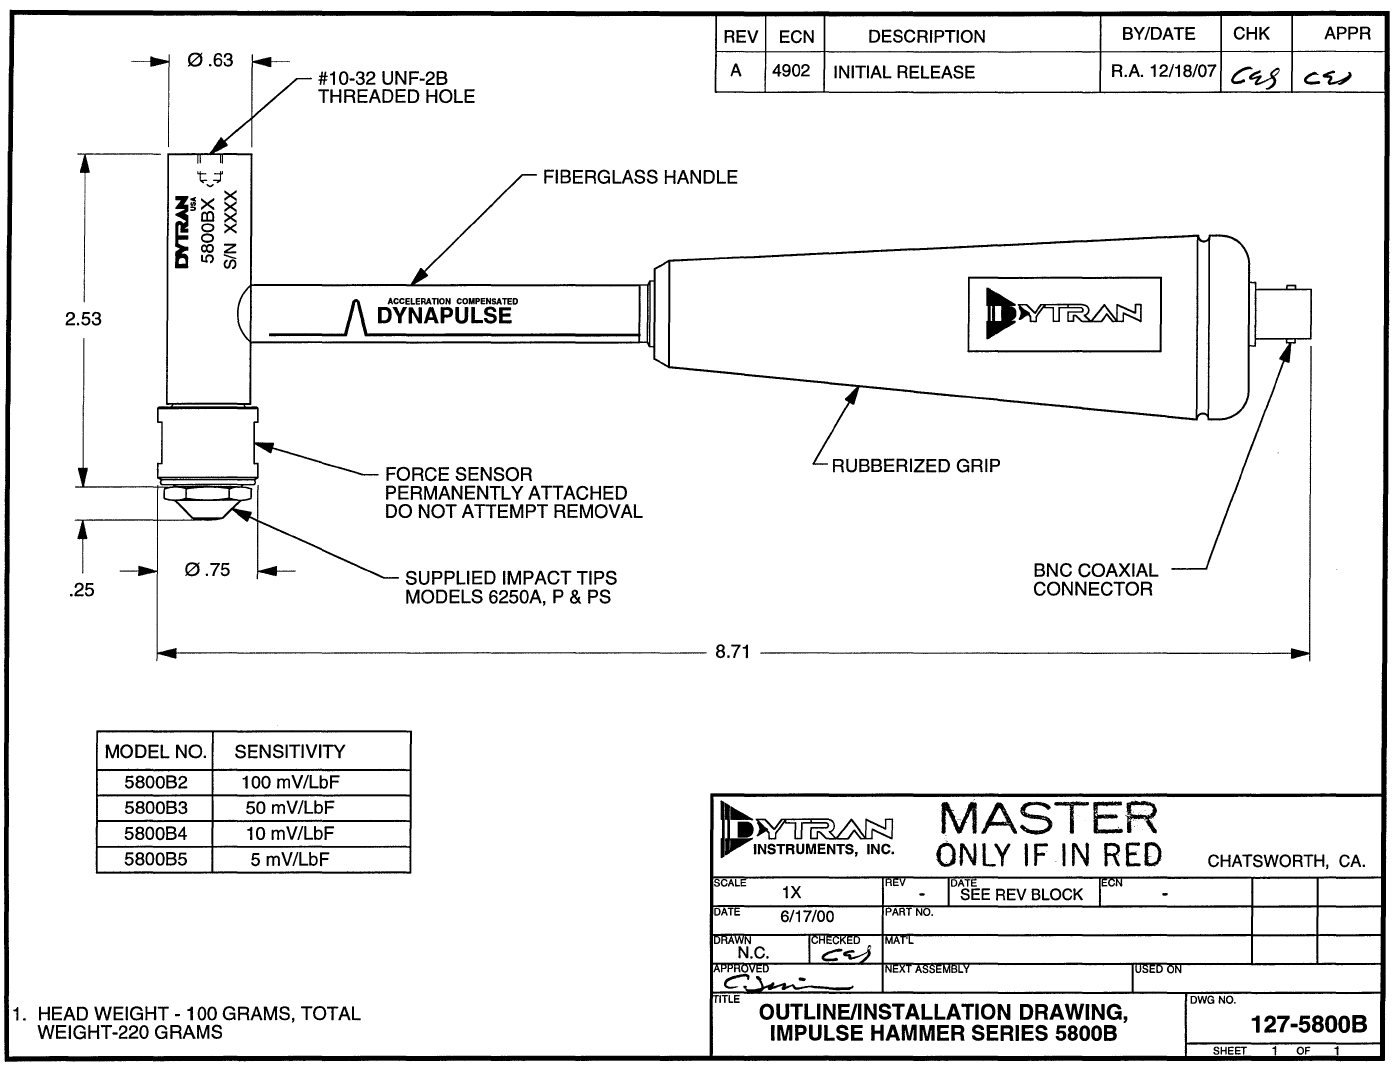 REV ECN DESCRIPTION BY/DATE CHK APPR
A 4902 INITIAL RELEASE R.A. 12/18/07
Ø .63
#10-32 UNF-2B
THREADED HOLE
FIBERGLASS HANDLE
DYTRAN USA
5800BX
S/N XXXX
2.53
ACCELERATION COMPENSATED
DYNAPULSE
DYTRAN
RUBBERIZED GRIP
FORCE SENSOR
PERMANENTLY ATTACHED
DO NOT ATTEMPT REMOVAL
.25
Ø .75
SUPPLIED IMPACT TIPS
MODELS 6250A, P & PS
BNC COAXIAL
CONNECTOR
8.71
MODEL NO. SENSITIVITY
5800B2 100 mV/LbF
5800B3 50 mV/LbF
5800B4 10 mV/LbF
5800B5 5 mV/LbF
1. HEAD WEIGHT - 100 GRAMS, TOTAL
WEIGHT-220 GRAMS
DYTRAN
INSTRUMENTS, INC.
MASTER
ONLY IF IN RED
CHATSWORTH, CA.
SCALE 1X REV - DATE SEE REV BLOCK ECN -
DATE 6/17/00 PART NO.
DRAWN N.C. CHECKED MAT'L
APPROVED NEXT ASSEMBLY USED ON
TITLE OUTLINE/INSTALLATION DRAWING,
IMPULSE HAMMER SERIES 5800B
DWG NO.
127-5800B
SHEET 1 OF 1